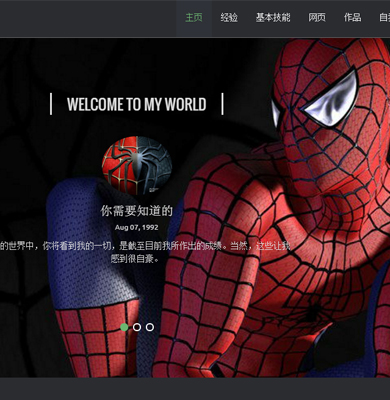 主页 经验 基本技能 网页 作品
WELCOME TO MY WORLD
你需要知道的
Aug 07, 1992
的世界中，你将看到我的一切，是截至目前我所作出的成绩。当然，这些让我
感到很自豪。